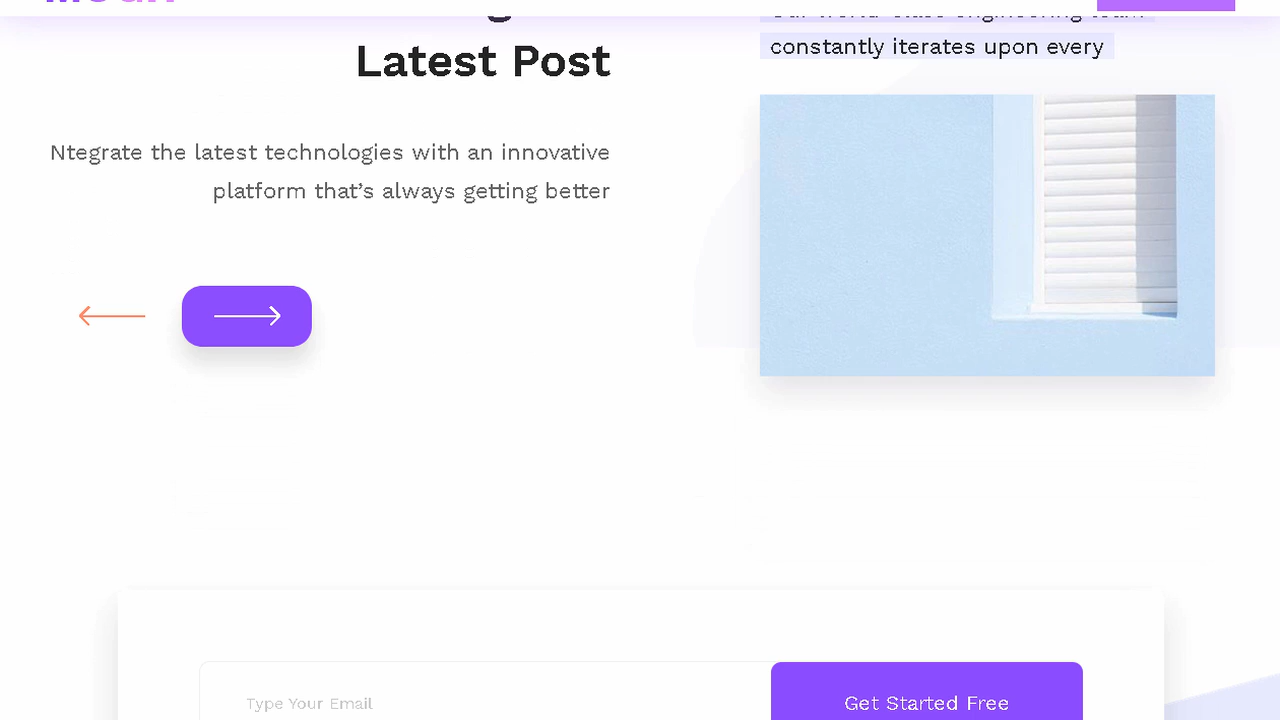 Latest Post
Ntegrate the latest technologies with an innovative
platform that's always getting better
constantly iterates upon every
Type Your Email
Get Started Free